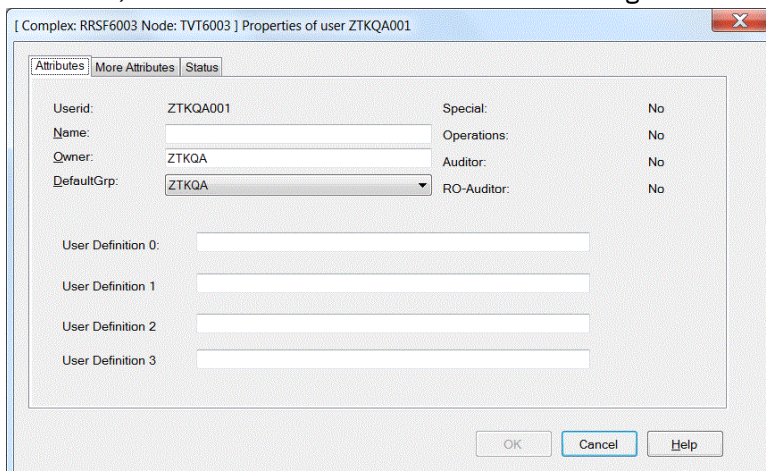 [ Complex: RRSF6003 Node: TVT6003 ] Properties of user ZTKQA001
Attributes More Attributes Status
Userid: ZTKQA001 Special: No
Name: Operations: No
Owner: ZTKQA Auditor: No
DefaultGrp: ZTKQA RO-Auditor: No
User Definition 0:
User Definition 1
User Definition 2
User Definition 3
OK Cancel Help